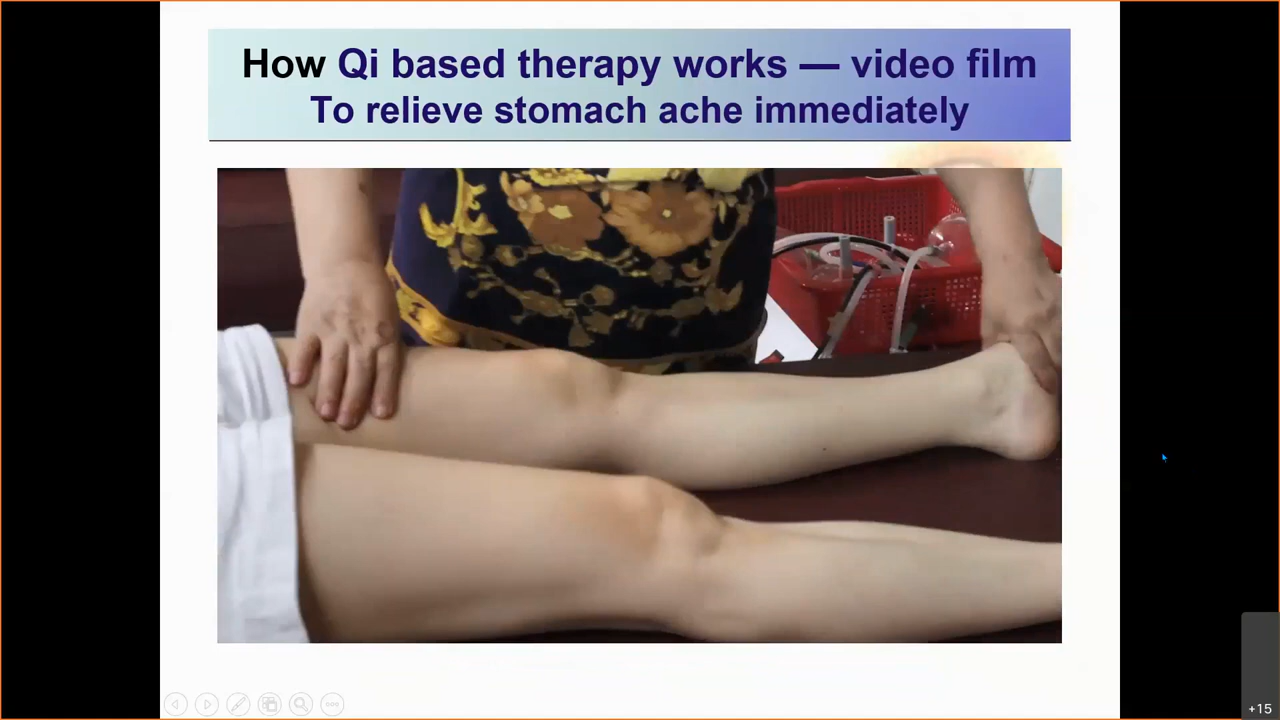 How Qi based therapy works — video film
To relieve stomach ache immediately
+15